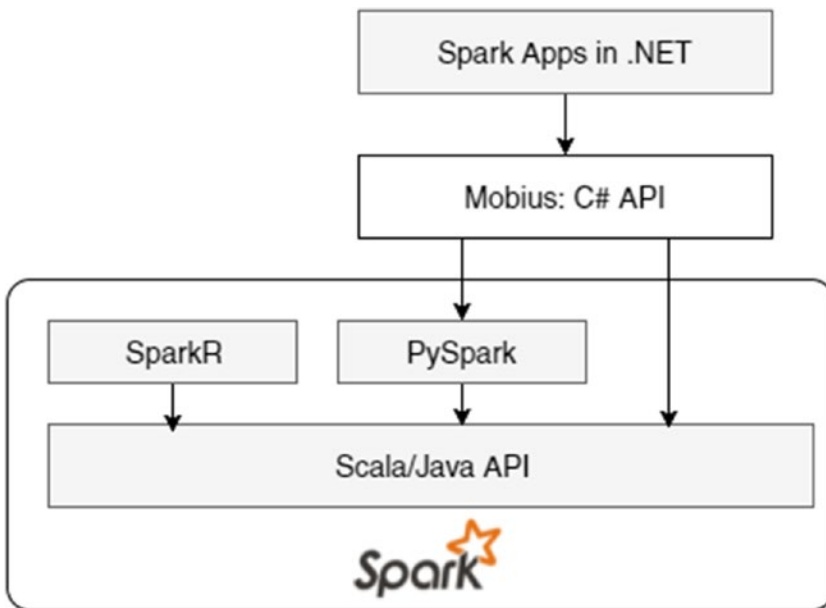 Spark Apps in .NET
Mobius: C# API
SparkR
PySpark
Scala/Java API
Spark